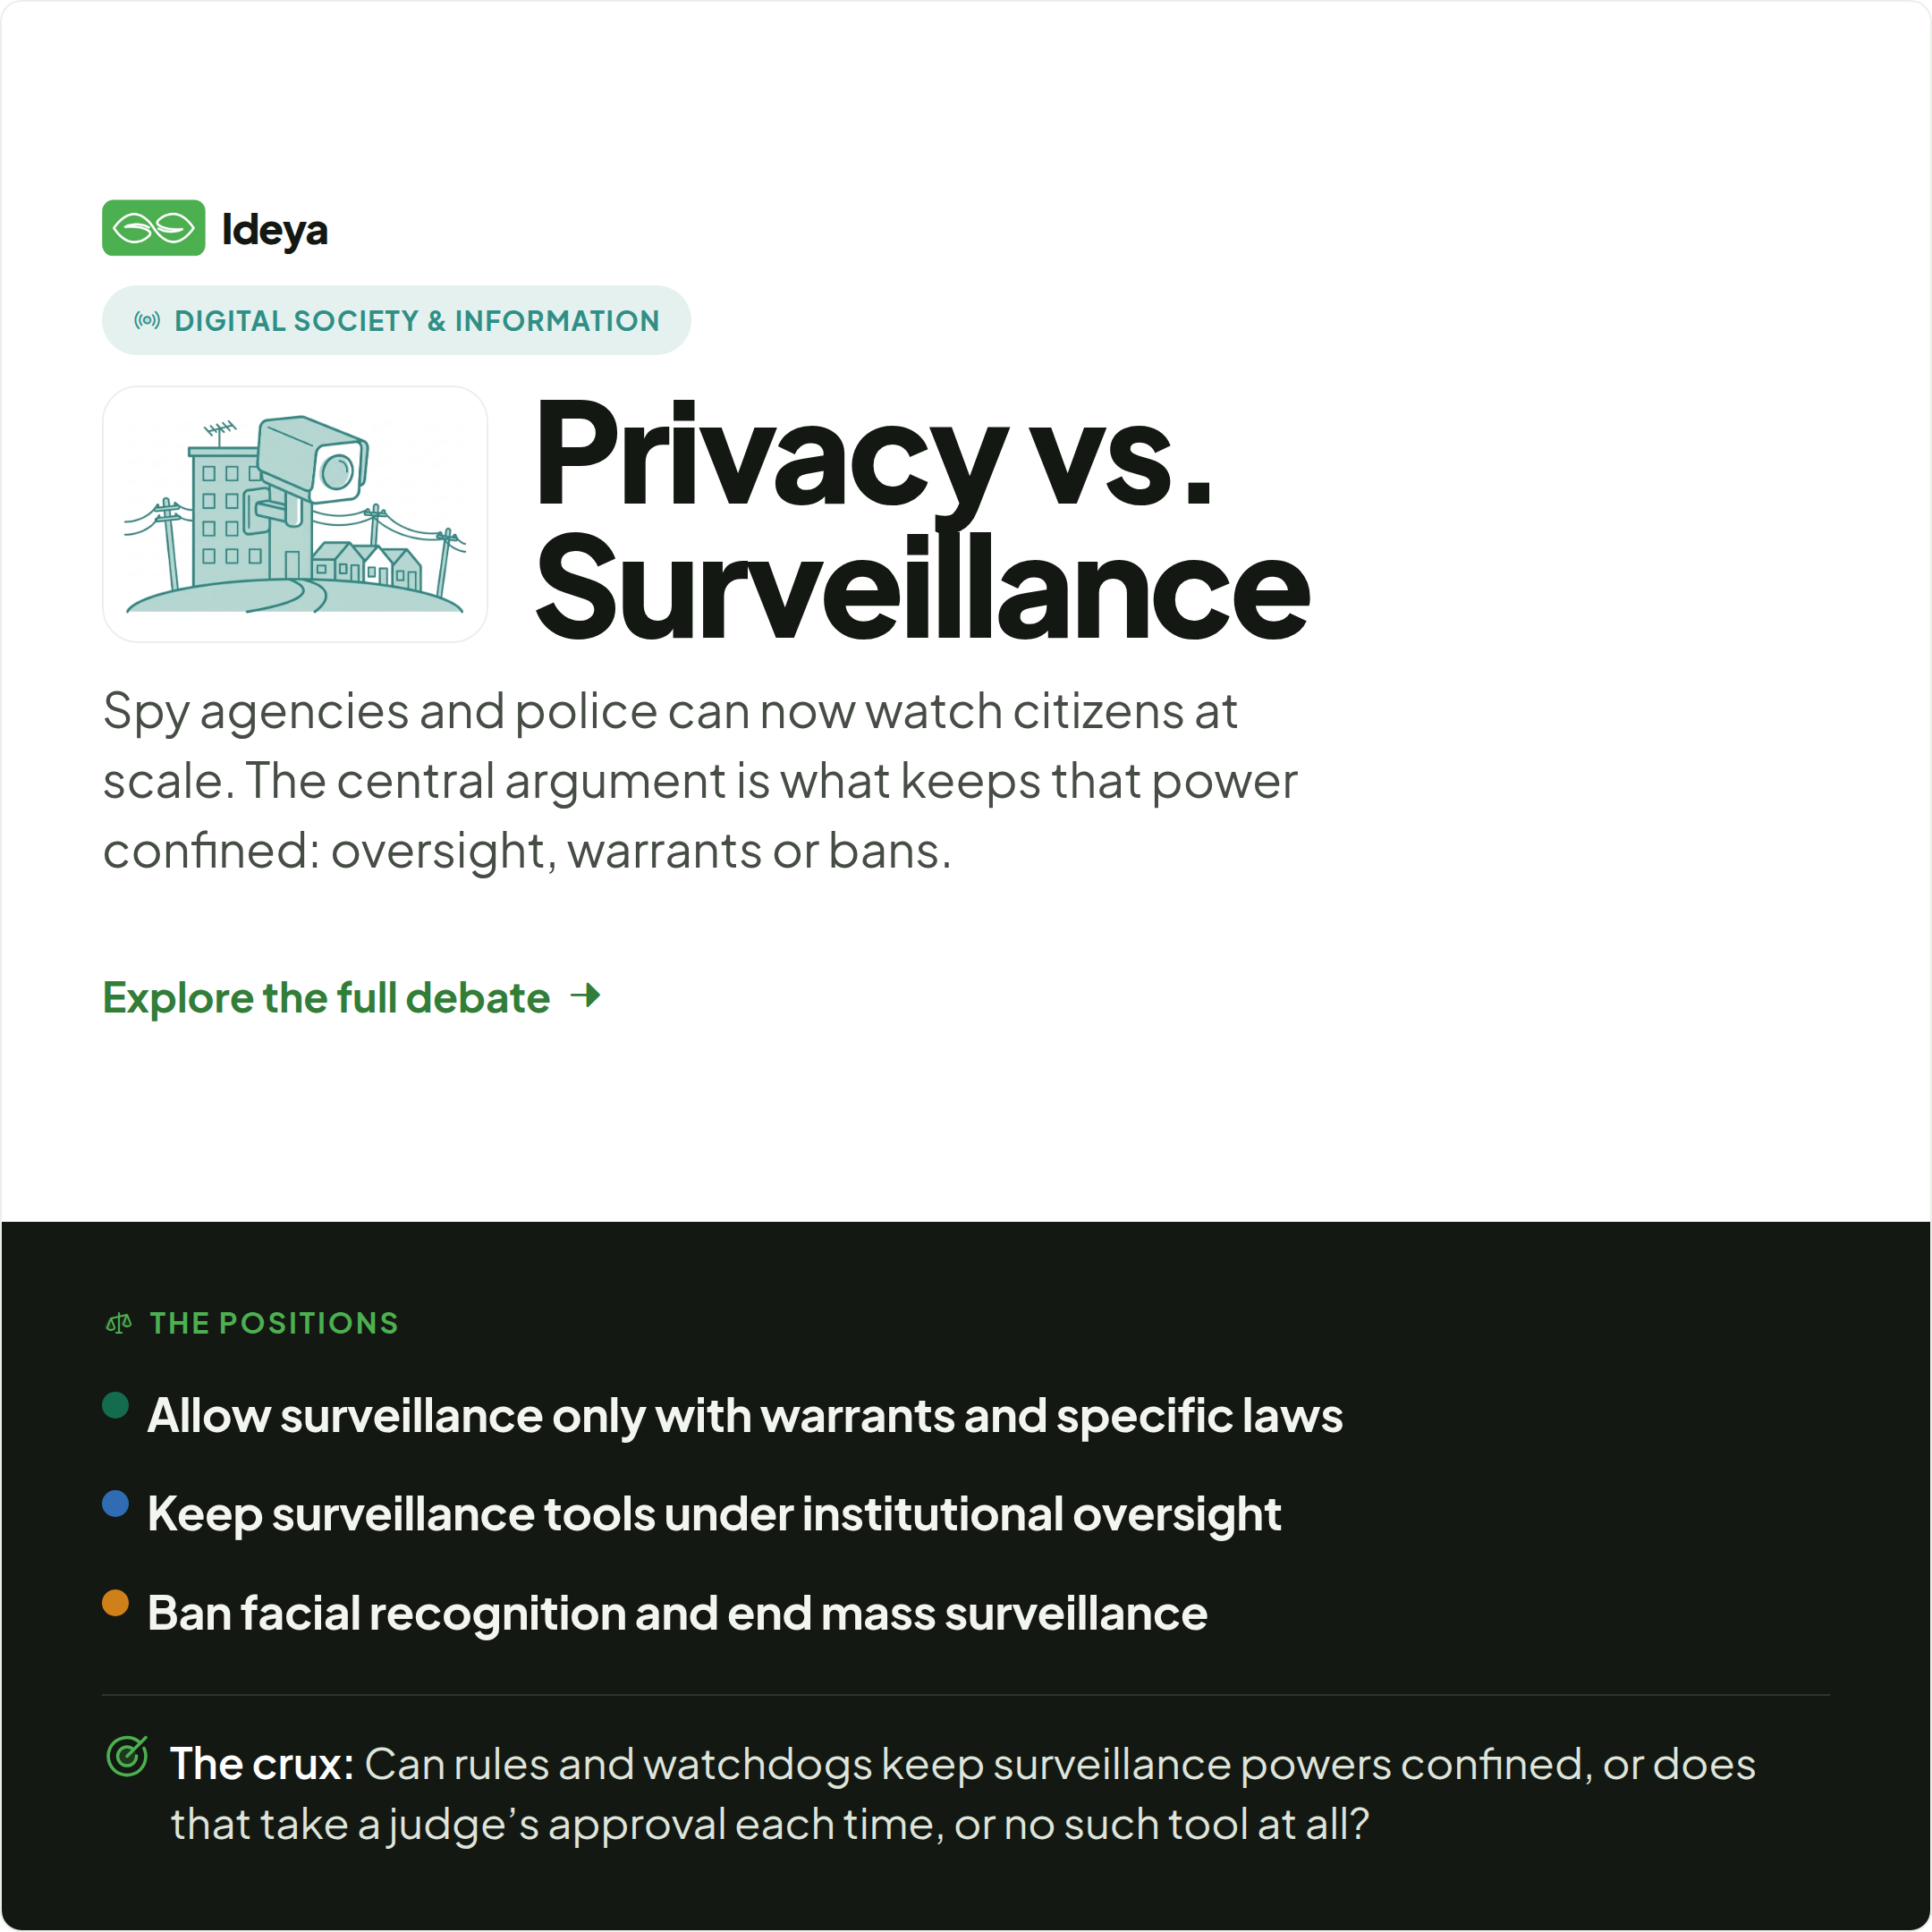 Ideya
DIGITAL SOCIETY & INFORMATION
Privacy vs.
Surveillance
Spy agencies and police can now watch citizens at
scale. The central argument is what keeps that power
confined: oversight, warrants or bans.
Explore the full debate
THE POSITIONS
Allow surveillance only with warrants and specific laws
Keep surveillance tools under institutional oversight
Ban facial recognition and end mass surveillance
The crux: Can rules and watchdogs keep surveillance powers confined, or does
that take a judge’s approval each time, or no such tool at all?